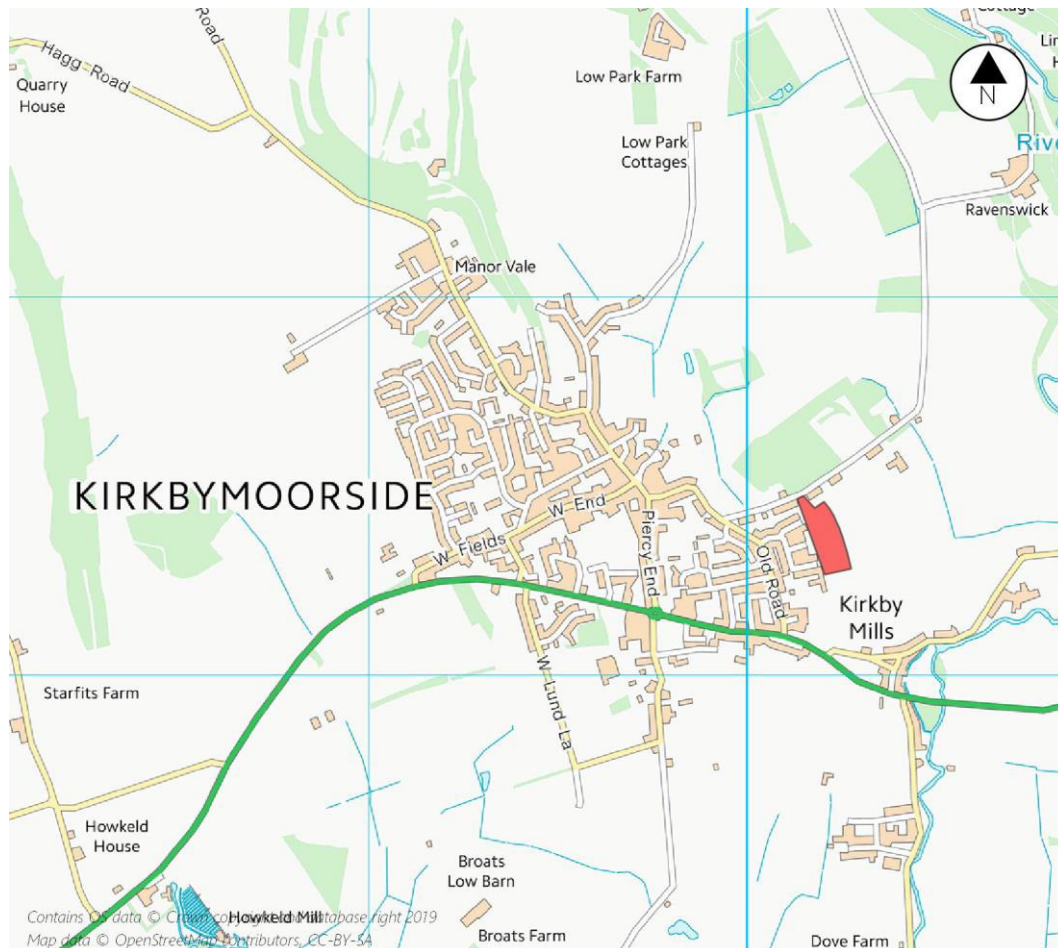 Cottage
Road
Hagg Road
Quarry
House
Low Park Farm
Low Park
Cottages
N
Ravenswick
Manor Vale
KIRKBYMOORSIDE
W End
W Fields
Piercy End
Old Road
Kirkby
Mills
W Lund La
Starfits Farm
Howkeld
House
Broats
Low Barn
Howkeld Mill
Broats Farm
Dove Farm
Contains OS data © Crown copyright and database right 2019
Map data © OpenStreetMap contributors, CC-BY-SA